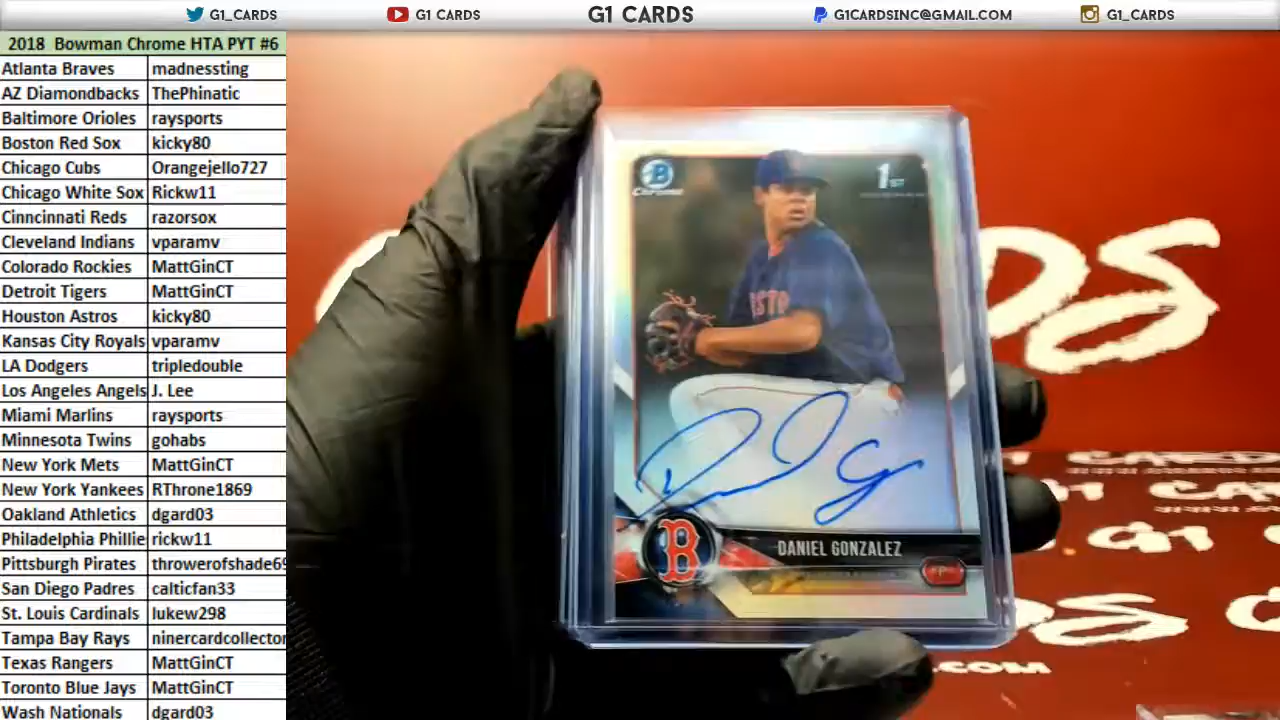 G1_CARDS G1 CARDS G1 CARDS G1CARDSINC@GMAIL.COM G1_CARDS
2018 Bowman Chrome HTA PYT #6
Atlanta Braves madnessting
AZ Diamondbacks ThePhinatic
Baltimore Orioles raysports
Boston Red Sox kicky80
Chicago Cubs Orangejello727
Chicago White Sox Rickw11
Cinncinnati Reds razorsox
Cleveland Indians vparamv
Colorado Rockies MattGinCT
Detroit Tigers MattGinCT
Houston Astros kicky80
Kansas City Royals vparamv
LA Dodgers tripledouble
Los Angeles Angels J. Lee
Miami Marlins raysports
Minnesota Twins gohabs
New York Mets MattGinCT
New York Yankees RThrone1869
Oakland Athletics dgard03
Philadelphia Phillie rickw11
Pittsburgh Pirates throwerofshade69
San Diego Padres calticfan33
St. Louis Cardinals lukew298
Tampa Bay Rays ninercardcollector
Texas Rangers MattGinCT
Toronto Blue Jays MattGinCT
Wash Nationals dgard03
B
Chrome
1ST
B
DANIEL GONZALEZ
G1
.COM